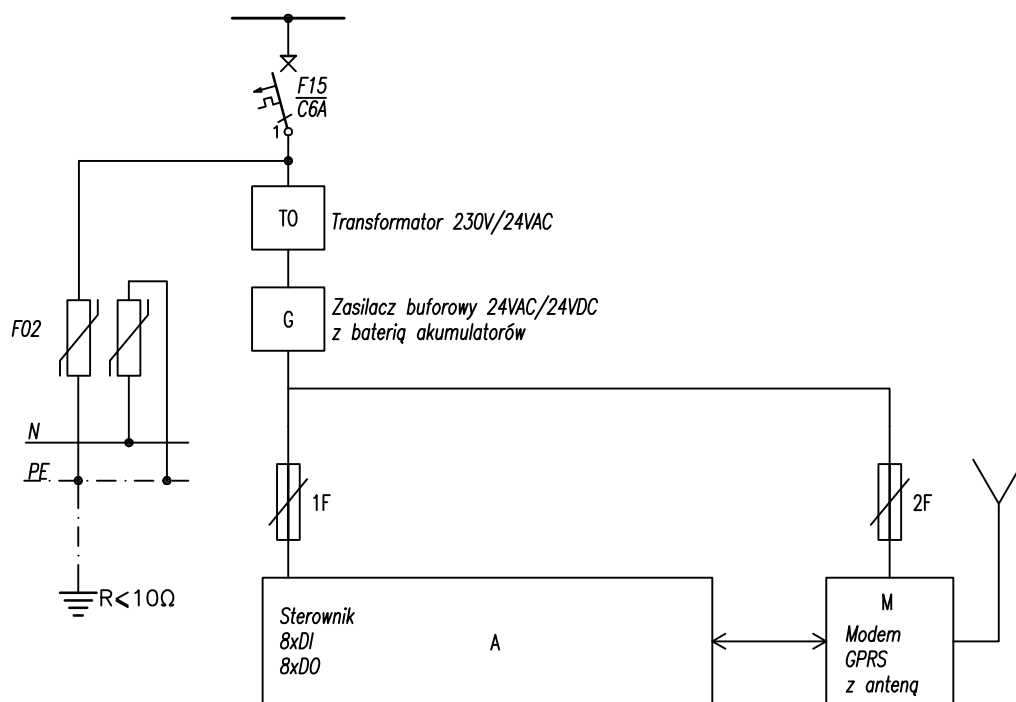 F15
C6A
1
TO
Transformator 230V/24VAC
G
Zasilacz buforowy 24VAC/24VDC
z baterią akumulatorów
F02
N
PE
R<10Ω
1F
2F
Sterownik
8xDI
8xDO
A
M
Modem
GPRS
z anteną